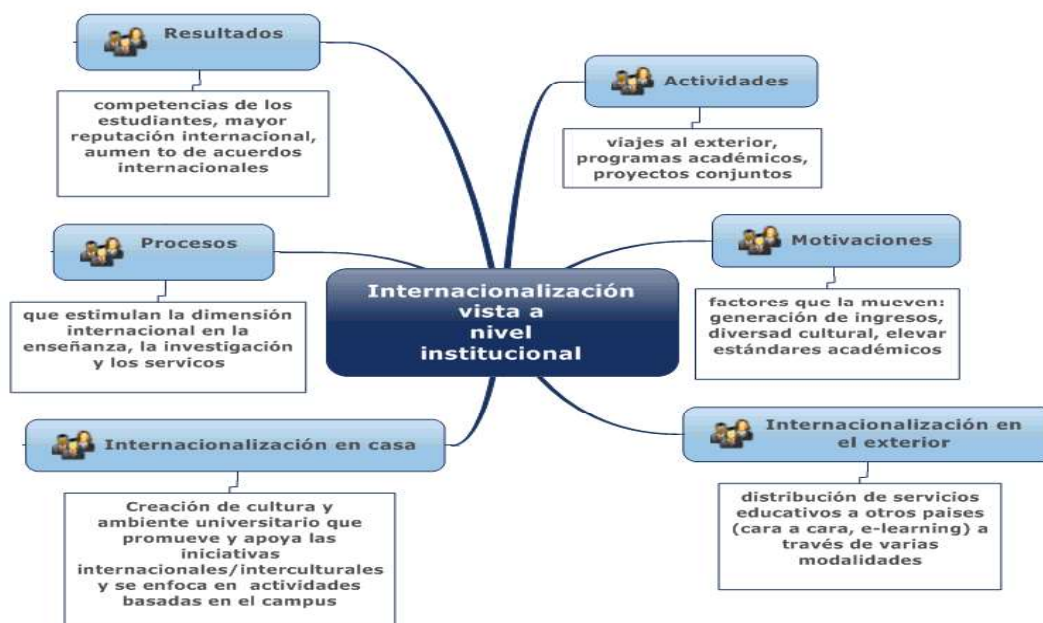 Resultados
competencias de los
estudiantes, mayor
reputación internacional,
aumen to de acuerdos
internacionales
Actividades
viajes al exterior,
programas académicos,
proyectos conjuntos
Procesos
que estimulan la dimensión
internacional en la
enseñanza, la investigación
y los servicos
Motivaciones
factores que la mueven:
generación de ingresos,
diversad cultural, elevar
estándares académicos
Internacionalización
vista a
nivel
institucional
Internacionalización en casa
Creación de cultura y
ambiente universitario que
promueve y apoya las
iniciativas
internacionales/interculturales
y se enfoca en actividades
basadas en el campus
Internacionalización en
el exterior
distribución de servicios
educativos a otros paises
(cara a cara, e-learning) a
través de varias
modalidades